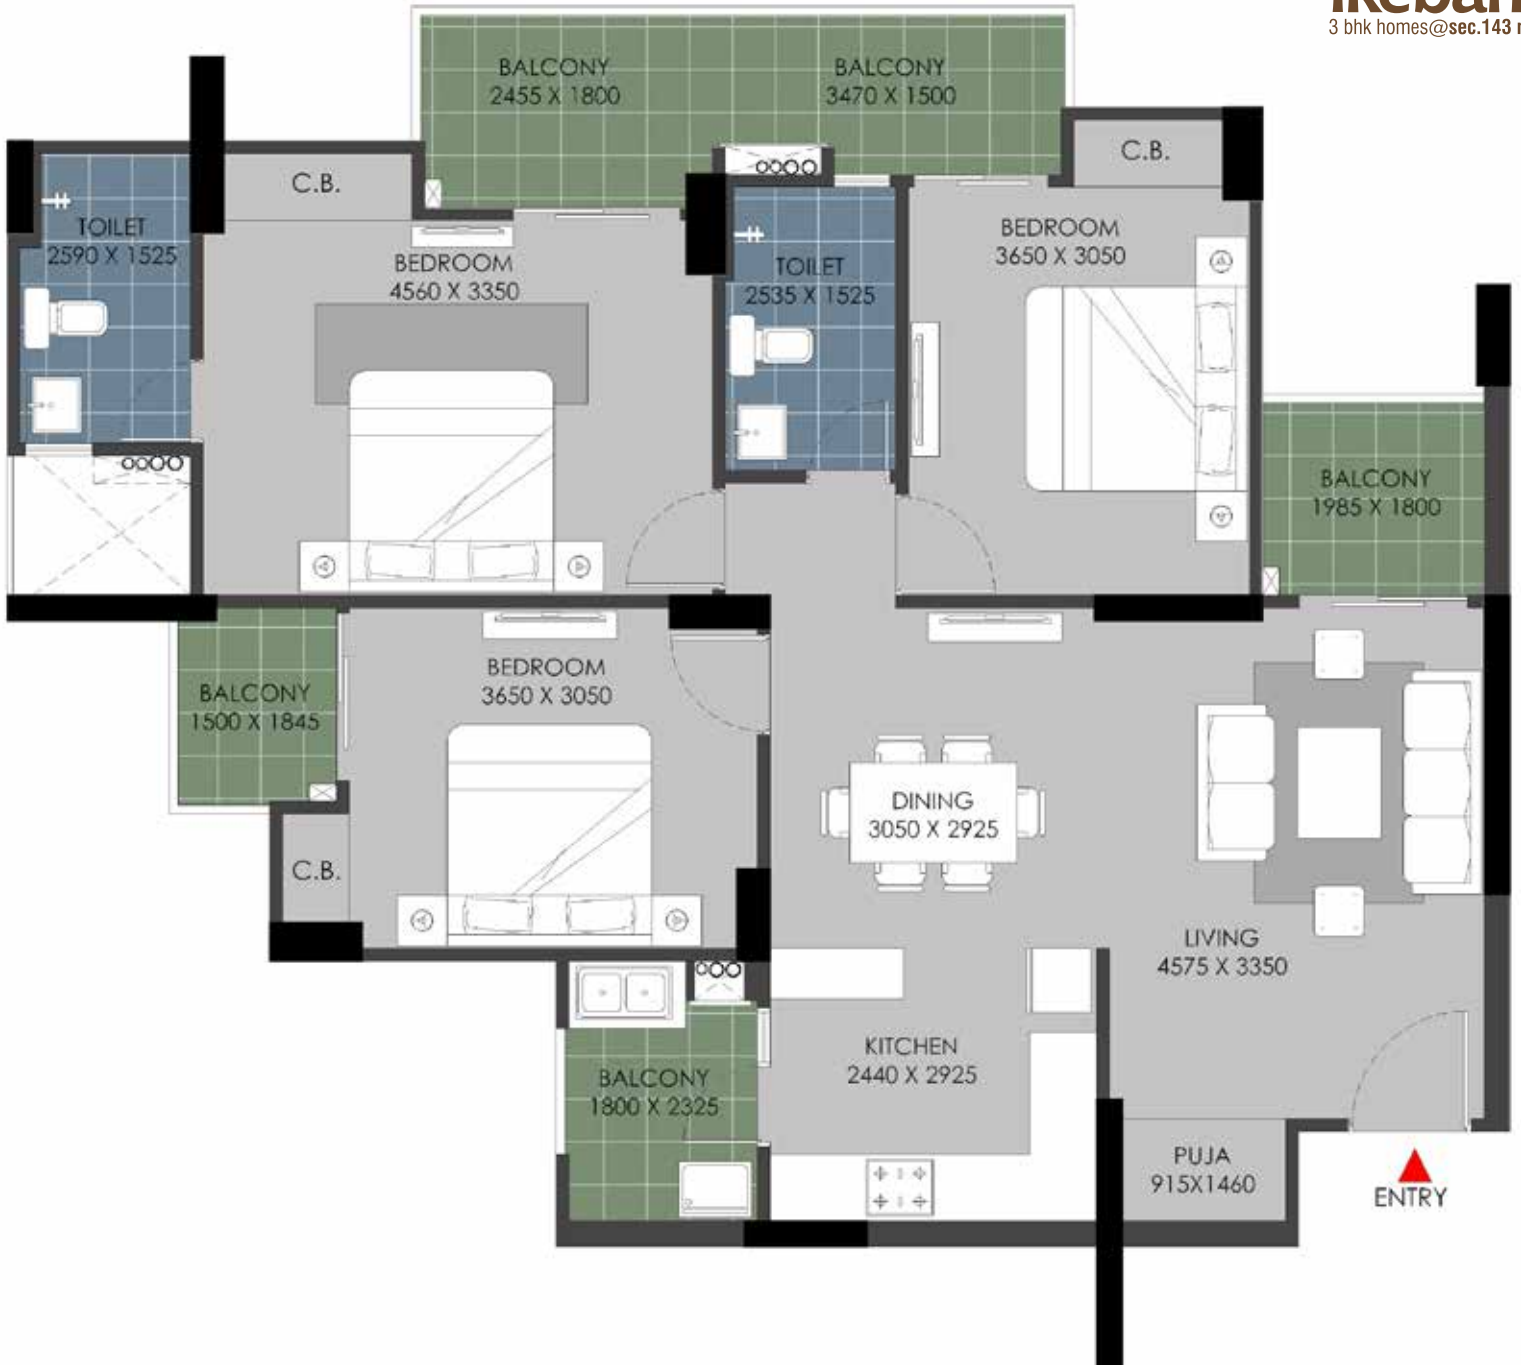 3 bhk homes@sec.143
BALCONY
2455 X 1800
BALCONY
3470 X 1500
C.B.
C.B.
TOILET
2590 X 1525
BEDROOM
4560 X 3350
TOILET
2535 X 1525
BEDROOM
3650 X 3050
BALCONY
1985 X 1800
BALCONY
1500 X 1845
BEDROOM
3650 X 3050
C.B.
DINING
3050 X 2925
LIVING
4575 X 3350
KITCHEN
2440 X 2925
BALCONY
1800 X 2325
PUJA
915X1460
ENTRY